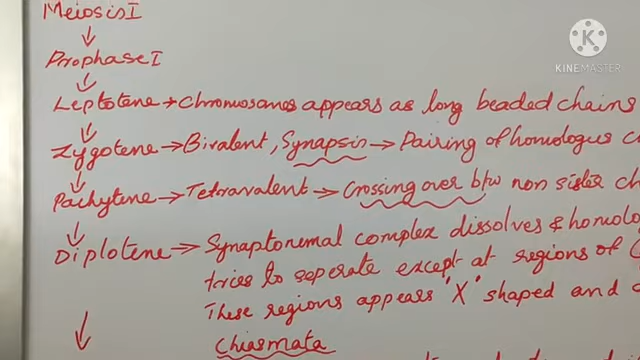 Meiosis I
Prophase I
Leptotene → Chromosomes appears as long beaded chains
Zygotene → Bivalent, Synapsis → Pairing of homologus
Pachytene → Tetravalent → Crossing over b/w non sister
Diplotene → Synaptonemal complex dissolves &
tries to seperate except at regions of
These regions appears "X" shaped and
Chiasmata
KINEMASTER